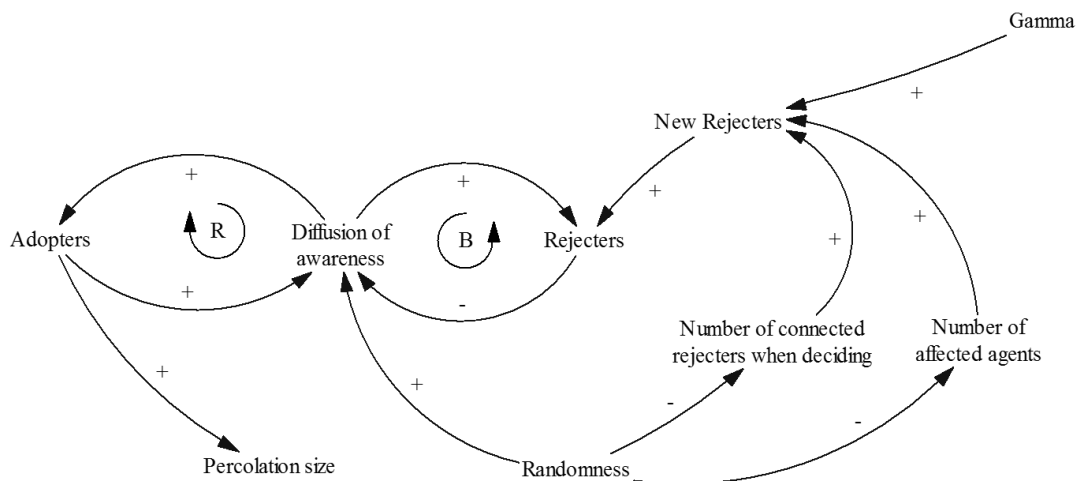 Gamma
+
New Rejecters
+
+
+
+
R
B
Adopters
Diffusion of
awareness
Rejecters
+
+
+
-
Number of connected
rejecters when deciding
Number of
affected agents
+
+
-
-
Percolation size
Randomness